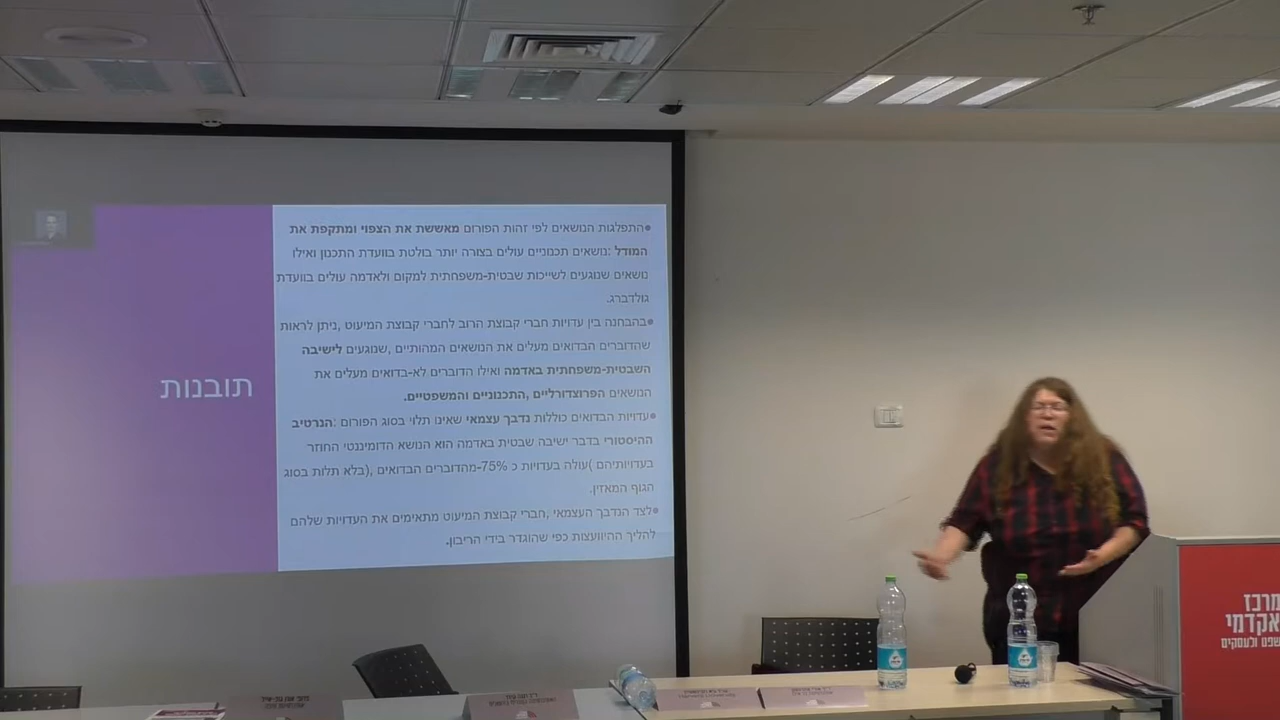 תובנות
•התפלגות הנושאים לפי זהות הפורום מאששת את הצפוי ומתקפת את
המודל :נושאים תכנוניים עולים בצורה יותר בולטת בוועדת התכנון ואילו
נושאים שנוגעים לשייכות שבטית-משפחתית למקום ולאדמה עולים בוועדת
גולדברג.
•בהבחנה בין עדויות חברי קבוצת הרוב לחברי קבוצת המיעוט ,ניתן לראות
שהדוברים הבדואים מעלים את הנושאים המהותיים ,שנוגעים לישיבה
השבטית-משפחתית באדמה ואילו הדוברים לא-בדואים מעלים את
הנושאים הפרוצדורליים ,התכנוניים והמשפטיים.
•עדויות הבדואים כוללות נדבך עצמאי שאינו תלוי בסוג הפורום :הנרטיב
ההיסטורי בדבר ישיבה שבטית באדמה הוא הנושא הדומיננטי החוזר
בעדויותיהם )עולה בעדויות כ 75%-מהדוברים הבדואים ,(בלא תלות בסוג
הגוף המאזין.
•לצד הנדבך העצמאי ,חברי קבוצת המיעוט מתאימים את העדויות שלהם
להליך ההיוועצות כפי שהוגדר בידי הריבון.
מרכז
אקדמי
משפט ולעסקים